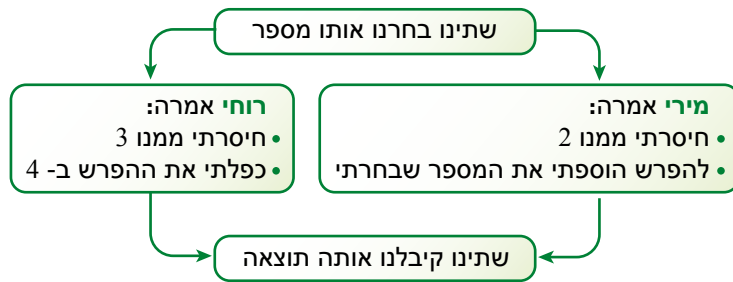 שתינו בחרנו אותו מספר
מירי אמרה:
• חיסרתי ממנו 2
• להפרש הוספתי את המספר שבחרתי
רוחי אמרה:
• חיסרתי ממנו 3
• כפלתי את ההפרש ב- 4
שתינו קיבלנו אותה תוצאה